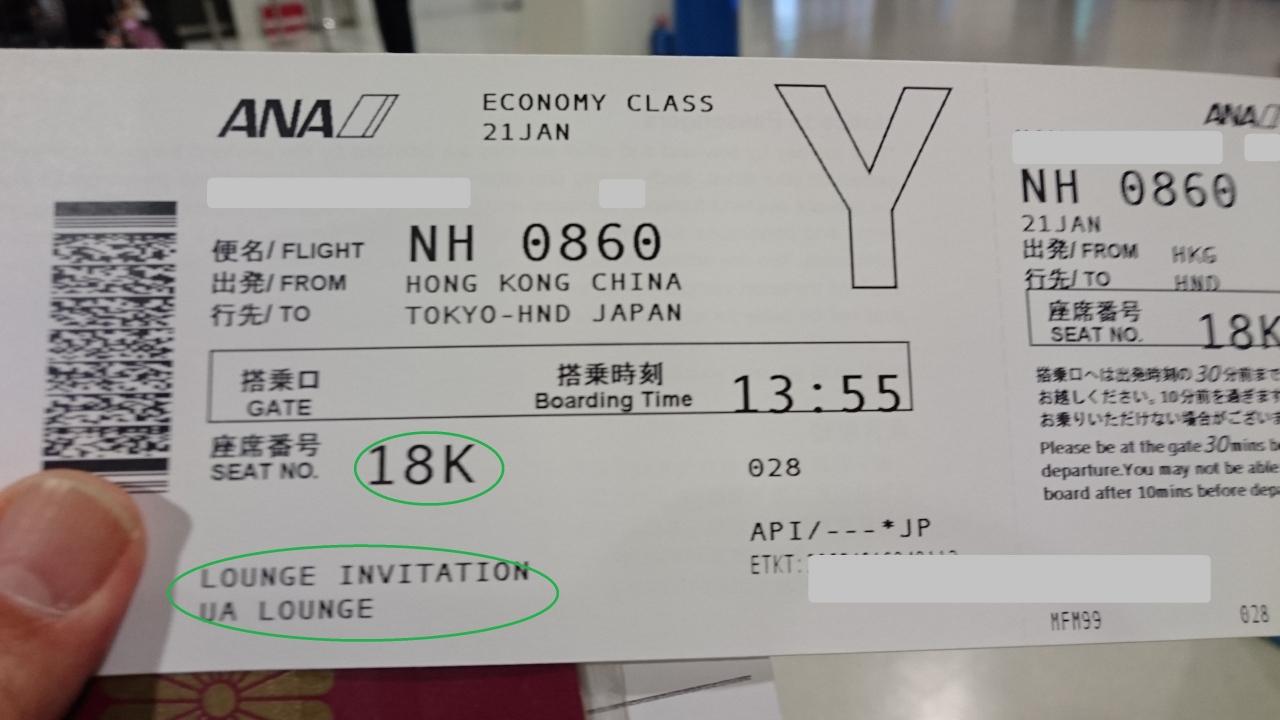 ANA
ECONOMY CLASS
21JAN
Y
便名/ FLIGHT NH 0860
出発/ FROM HONG KONG CHINA
行先/ TO TOKYO-HND JAPAN
搭乗口
GATE
搭乗時刻
Boarding Time 13:55
座席番号
SEAT NO. 18K
028
API/---*JP
ETKT:
LOUNGE INVITATION
UA LOUNGE
ANA
NH 0860
21JAN
出発/ FROM HKG
行先/ TO HND
座席番号
SEAT NO. 18K
搭乗口へは出発時刻の30分前まで
お越しください。10分前を過ぎます
お乗りいただけない場合がござい
Please be at the gate 30mins
departure.You may not be able
board after 10mins before
MFM99 028